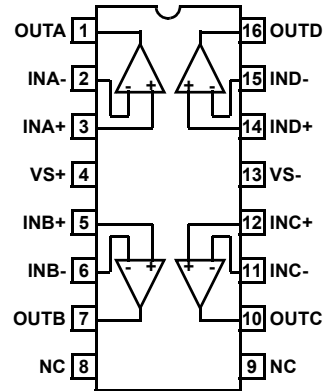 OUTA 1 16 OUTD
INA- 2 - + + - 15 IND-
INA+ 3 14 IND+
VS+ 4 13 VS-
INB+ 5 12 INC+
INB- 6 - + + - 11 INC-
OUTB 7 10 OUTC
NC 8 9 NC